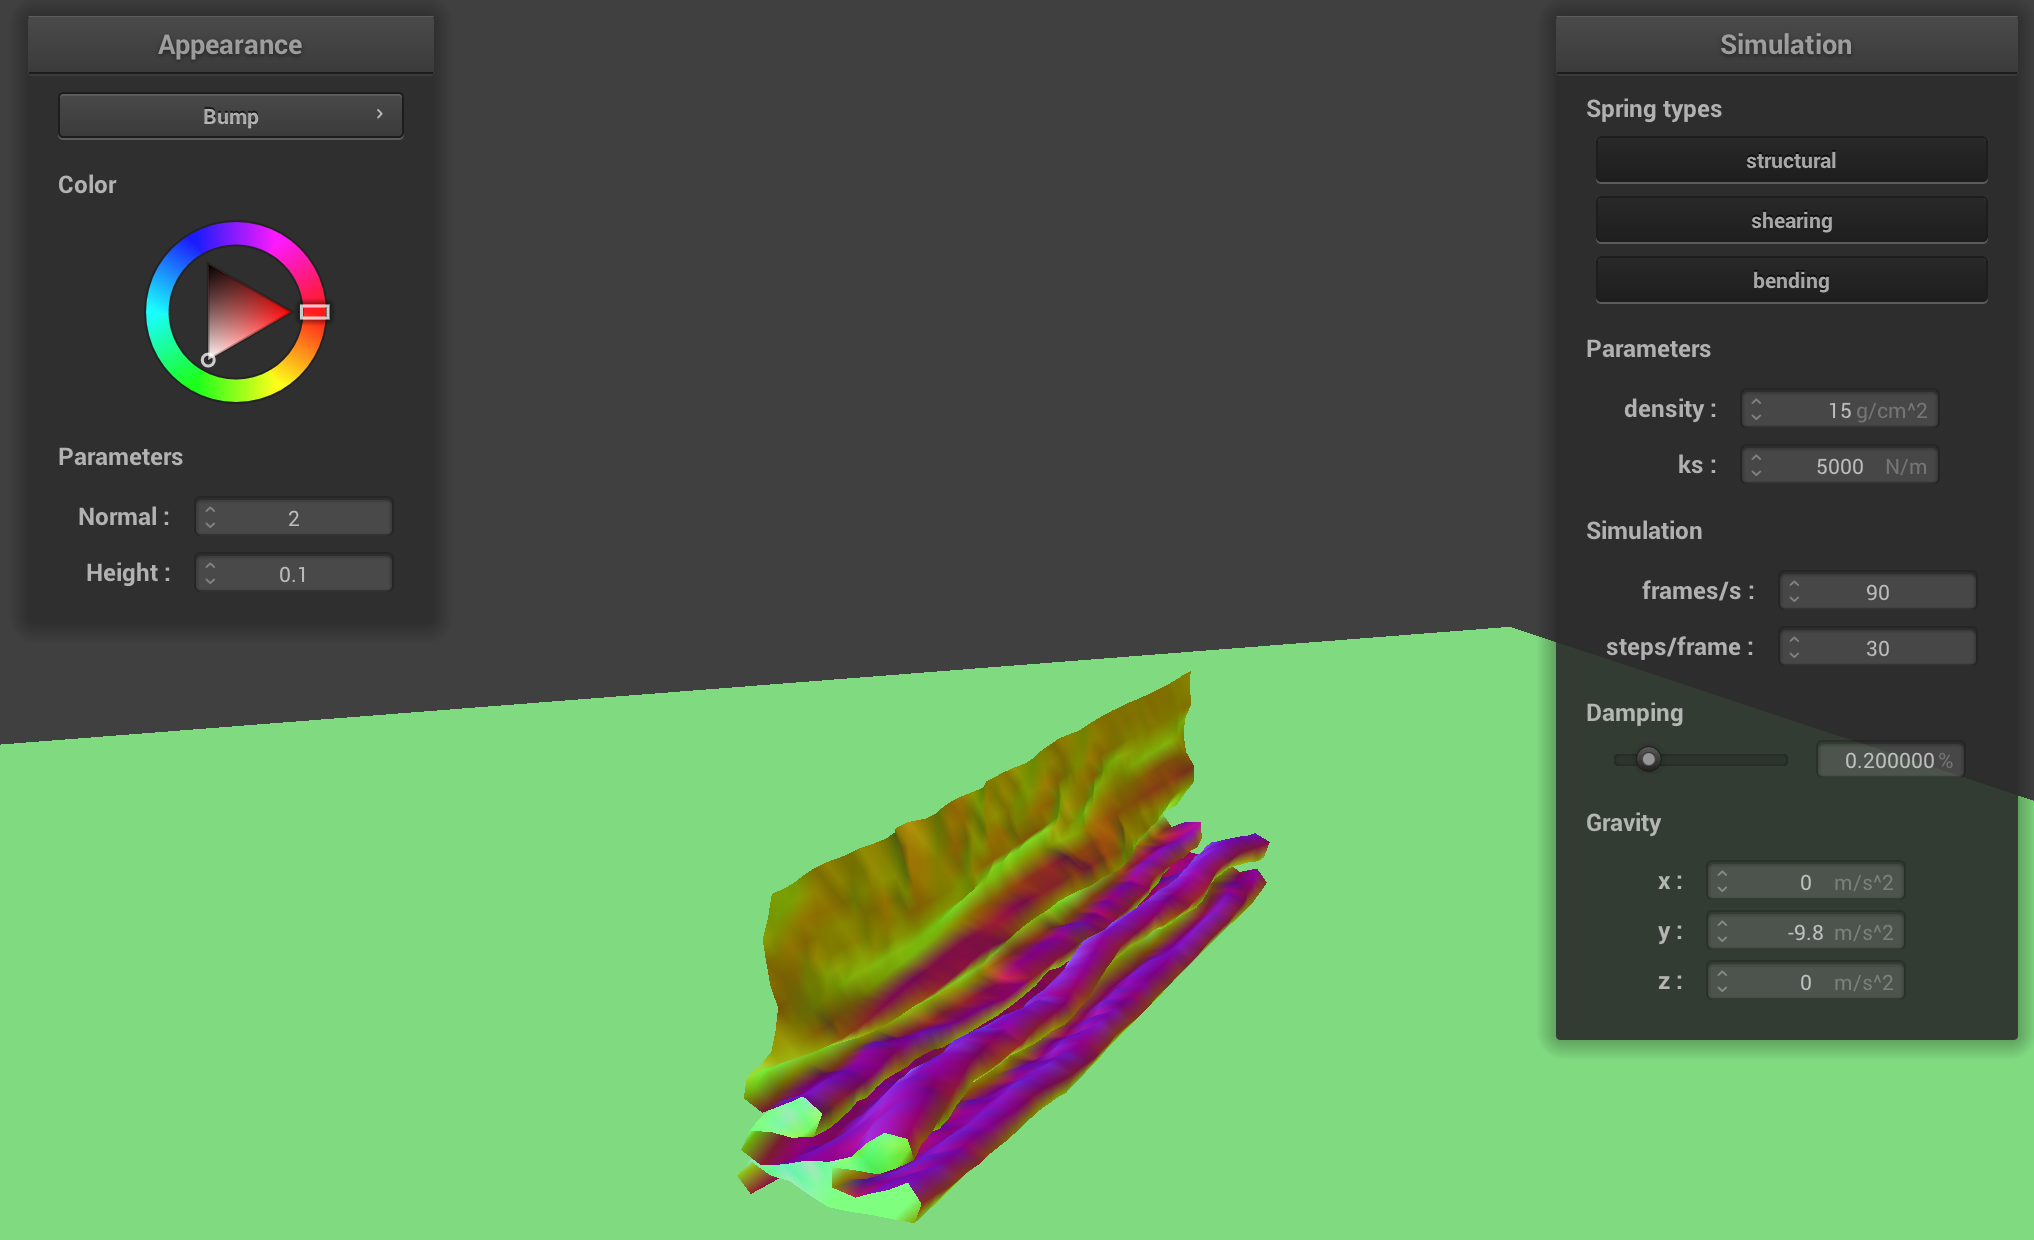 Appearance
Bump
Color
Parameters
Normal :
2
Height :
0.1
Simulation
Spring types
structural
shearing
bending
Parameters
density :
15 g/cm^2
ks :
5000 N/m
Simulation
frames/s :
90
steps/frame :
30
Damping
0.200000 %
Gravity
x :
0 m/s^2
y :
-9.8 m/s^2
z :
0 m/s^2